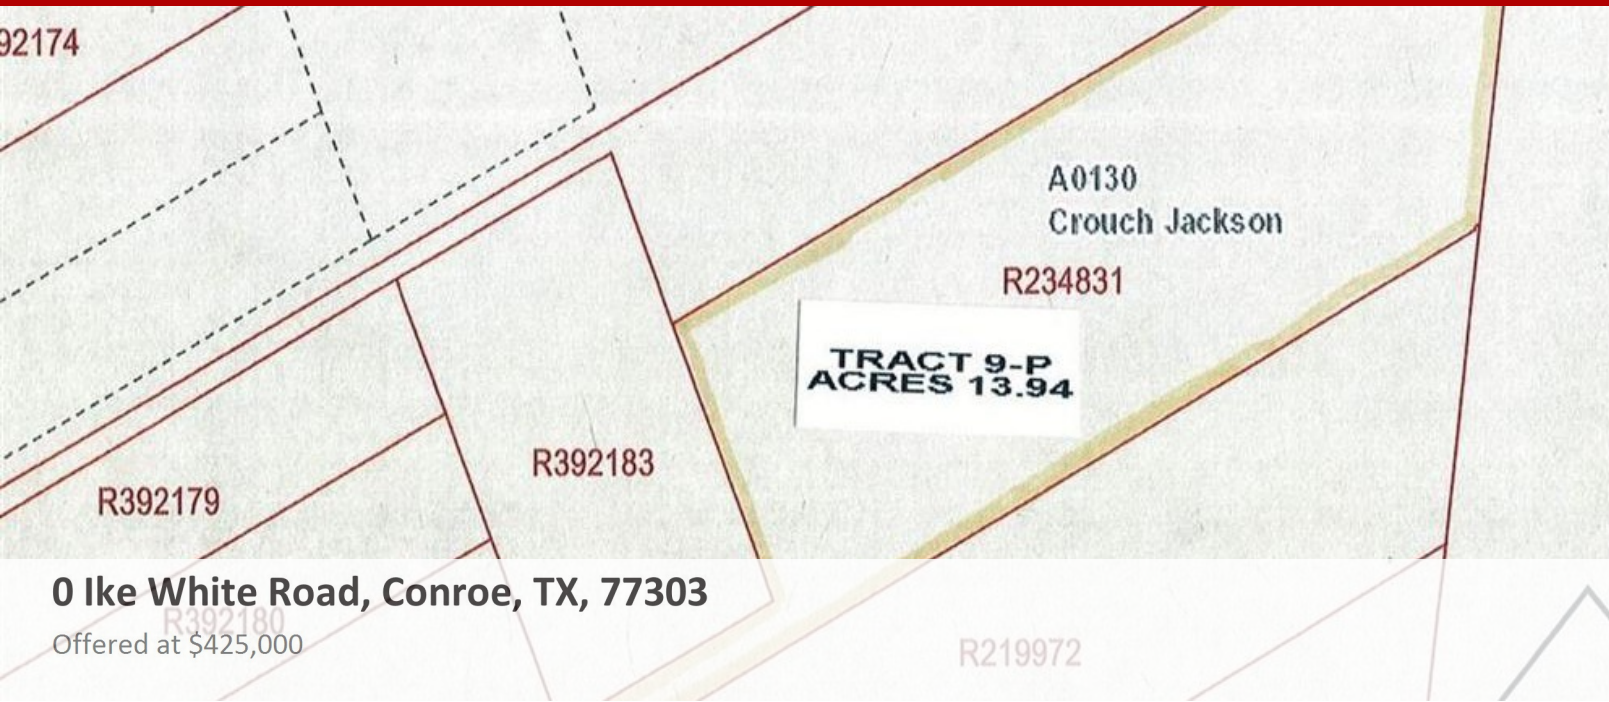 92174
A0130
Crouch Jackson
R234831
TRACT 9-P
ACRES 13.94
R392183
R392179
0 Ike White Road, Conroe, TX, 77303
R392180
Offered at $425,000
R219972